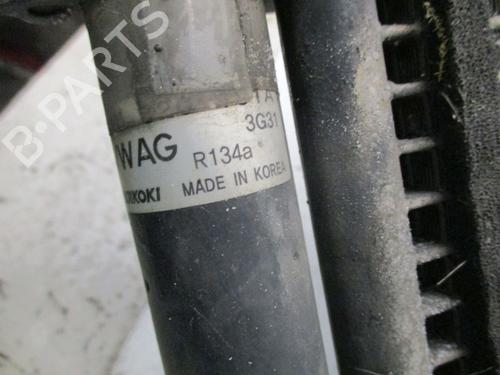 B-PARTS
3G31
WAG R134a
MADE IN KOREA